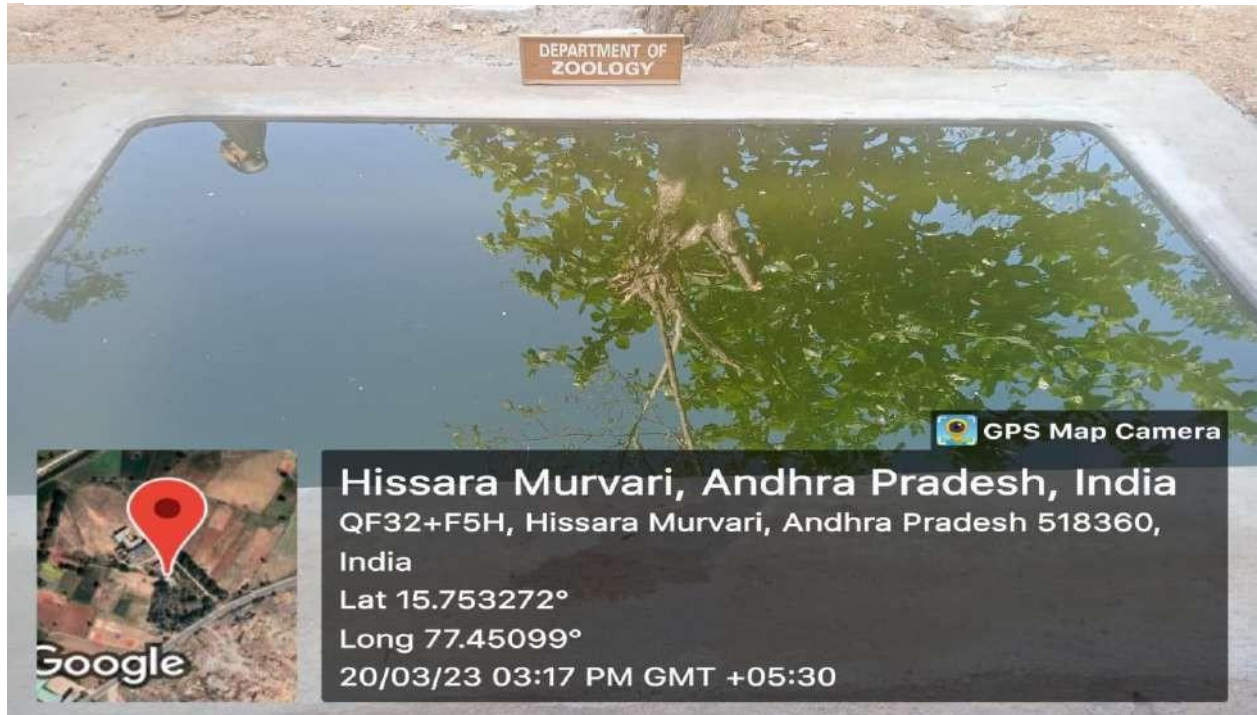 DEPARTMENT OF
ZOOLOGY
GPS Map Camera
Hissara Murvari, Andhra Pradesh, India
QF32+F5H, Hissara Murvari, Andhra Pradesh 518360,
India
Lat 15.753272°
Long 77.45099°
20/03/23 03:17 PM GMT +05:30
Google